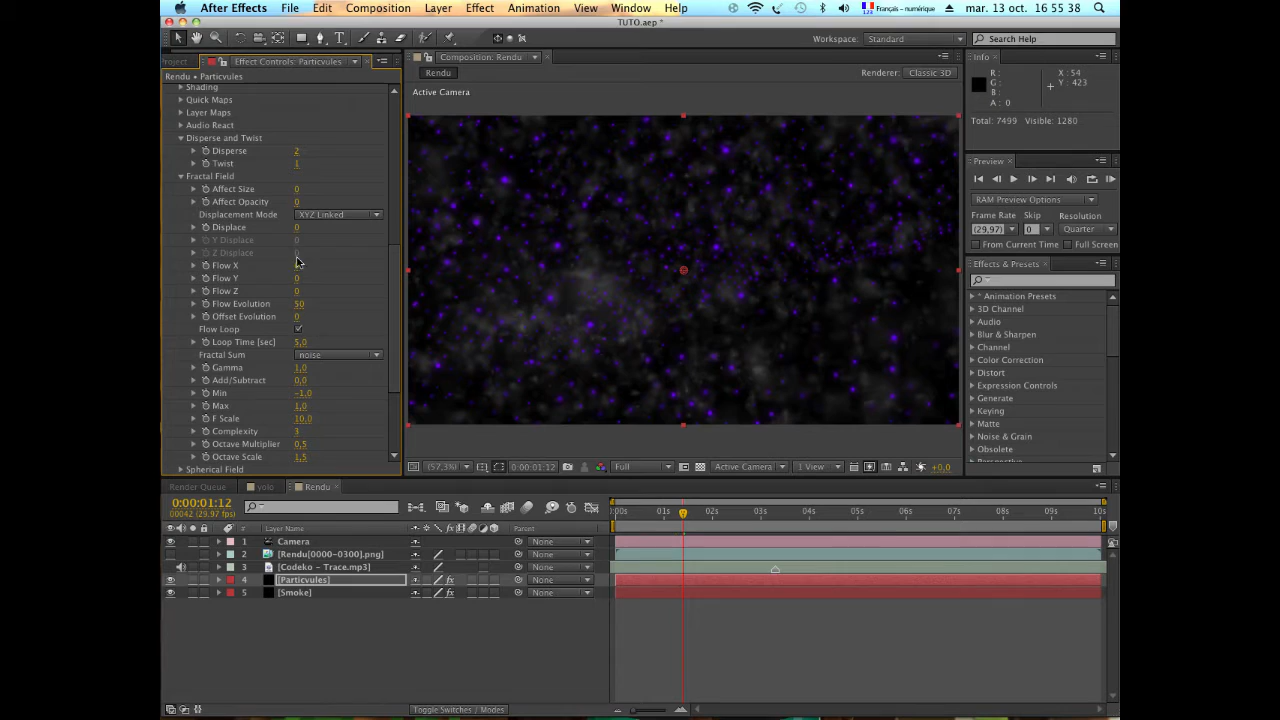 After Effects File Edit Composition Layer Effect Animation View Window Help Français - numérique mar. 13 oct. 16 55 38
TUTO.aep *
Workspace: Standard Search Help
roject Effect Controls: Particvules Composition: Rendu Info
Rendu • Particvules Rendu Renderer: Classic 3D
Shading
Quick Maps
Layer Maps
Audio React
Disperse and Twist
Disperse 2
Twist 1
Fractal Field
Affect Size 0
Affect Opacity 0
Displacement Mode XYZ Linked
Displace 0
Y Displace 0
Z Displace
Flow X
Flow Y 0
Flow Z 0
Flow Evolution 50
Offset Evolution 0
Flow Loop
Loop Time [sec] 5,0
Fractal Sum noise
Gamma 1,0
Add/Subtract 0,0
Min -1,0
Max 1,0
F Scale 10,0
Complexity 3
Octave Multiplier 0,5
Octave Scale 1,5
Spherical Field
Active Camera
(57,3%) 0:00:01:12 Full Active Camera 1 View +0,0
R: X: 54
G: Y: 423
B:
A: 0
Total: 7499 Visible: 1280
Preview
RAM Preview Options
Frame Rate Skip Resolution
(29,97) 0 Quarter
From Current Time Full Screen
Effects & Presets
* Animation Presets
3D Channel
Audio
Blur & Sharpen
Channel
Color Correction
Distort
Expression Controls
Generate
Keying
Matte
Noise & Grain
Obsolete
Render Queue yolo Rendu
0:00:01:12
00042 (29.97 fps)
:00s 01s 02s 03s 04s 05s 06s 07s 08s 09s 10s
# Layer Name Parent
1 Camera None
2 [Rendu[0000-0300].png] None
3 [Codeko - Trace.mp3] None
4 [Particvules] None
5 [Smoke] None
Toggle Switches / Modes